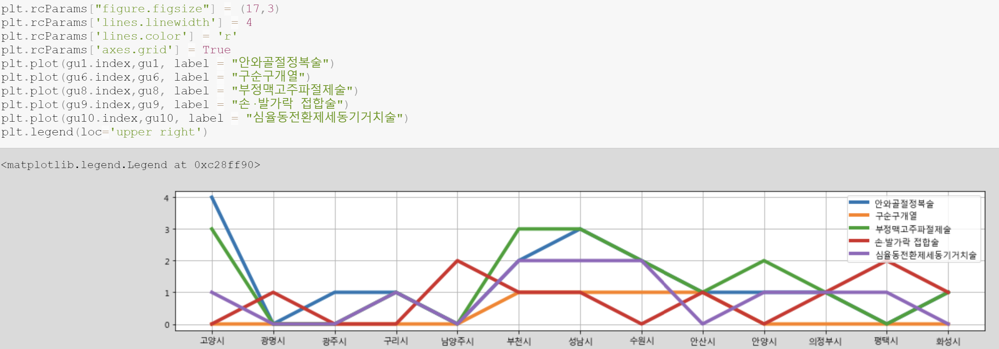 plt.rcParams["figure.figsize"] = (17,3)
plt.rcParams['lines.linewidth'] = 4
plt.rcParams['lines.color'] = 'r'
plt.rcParams['axes.grid'] = True
plt.plot(gu1.index,gu1, label = "안와골절정복술")
plt.plot(gu6.index,gu6, label = "구순구개열")
plt.plot(gu8.index,gu8, label = "부정맥고주파절제술")
plt.plot(gu9.index,gu9, label = "손·발가락 접합술")
plt.plot(gu10.index,gu10, label = "심율동전환제세동기거치술")
plt.legend(loc='upper right')
<matplotlib.legend.Legend at 0xc28ff90>
4
3
2
1
0
안와골절정복술
구순구개열
부정맥고주파절제술
손·발가락 접합술
심율동전환제세동기거치술
고양시 광명시 광주시 구리시 남양주시 부천시 성남시 수원시 안산시 안양시 의정부시 평택시 화성시